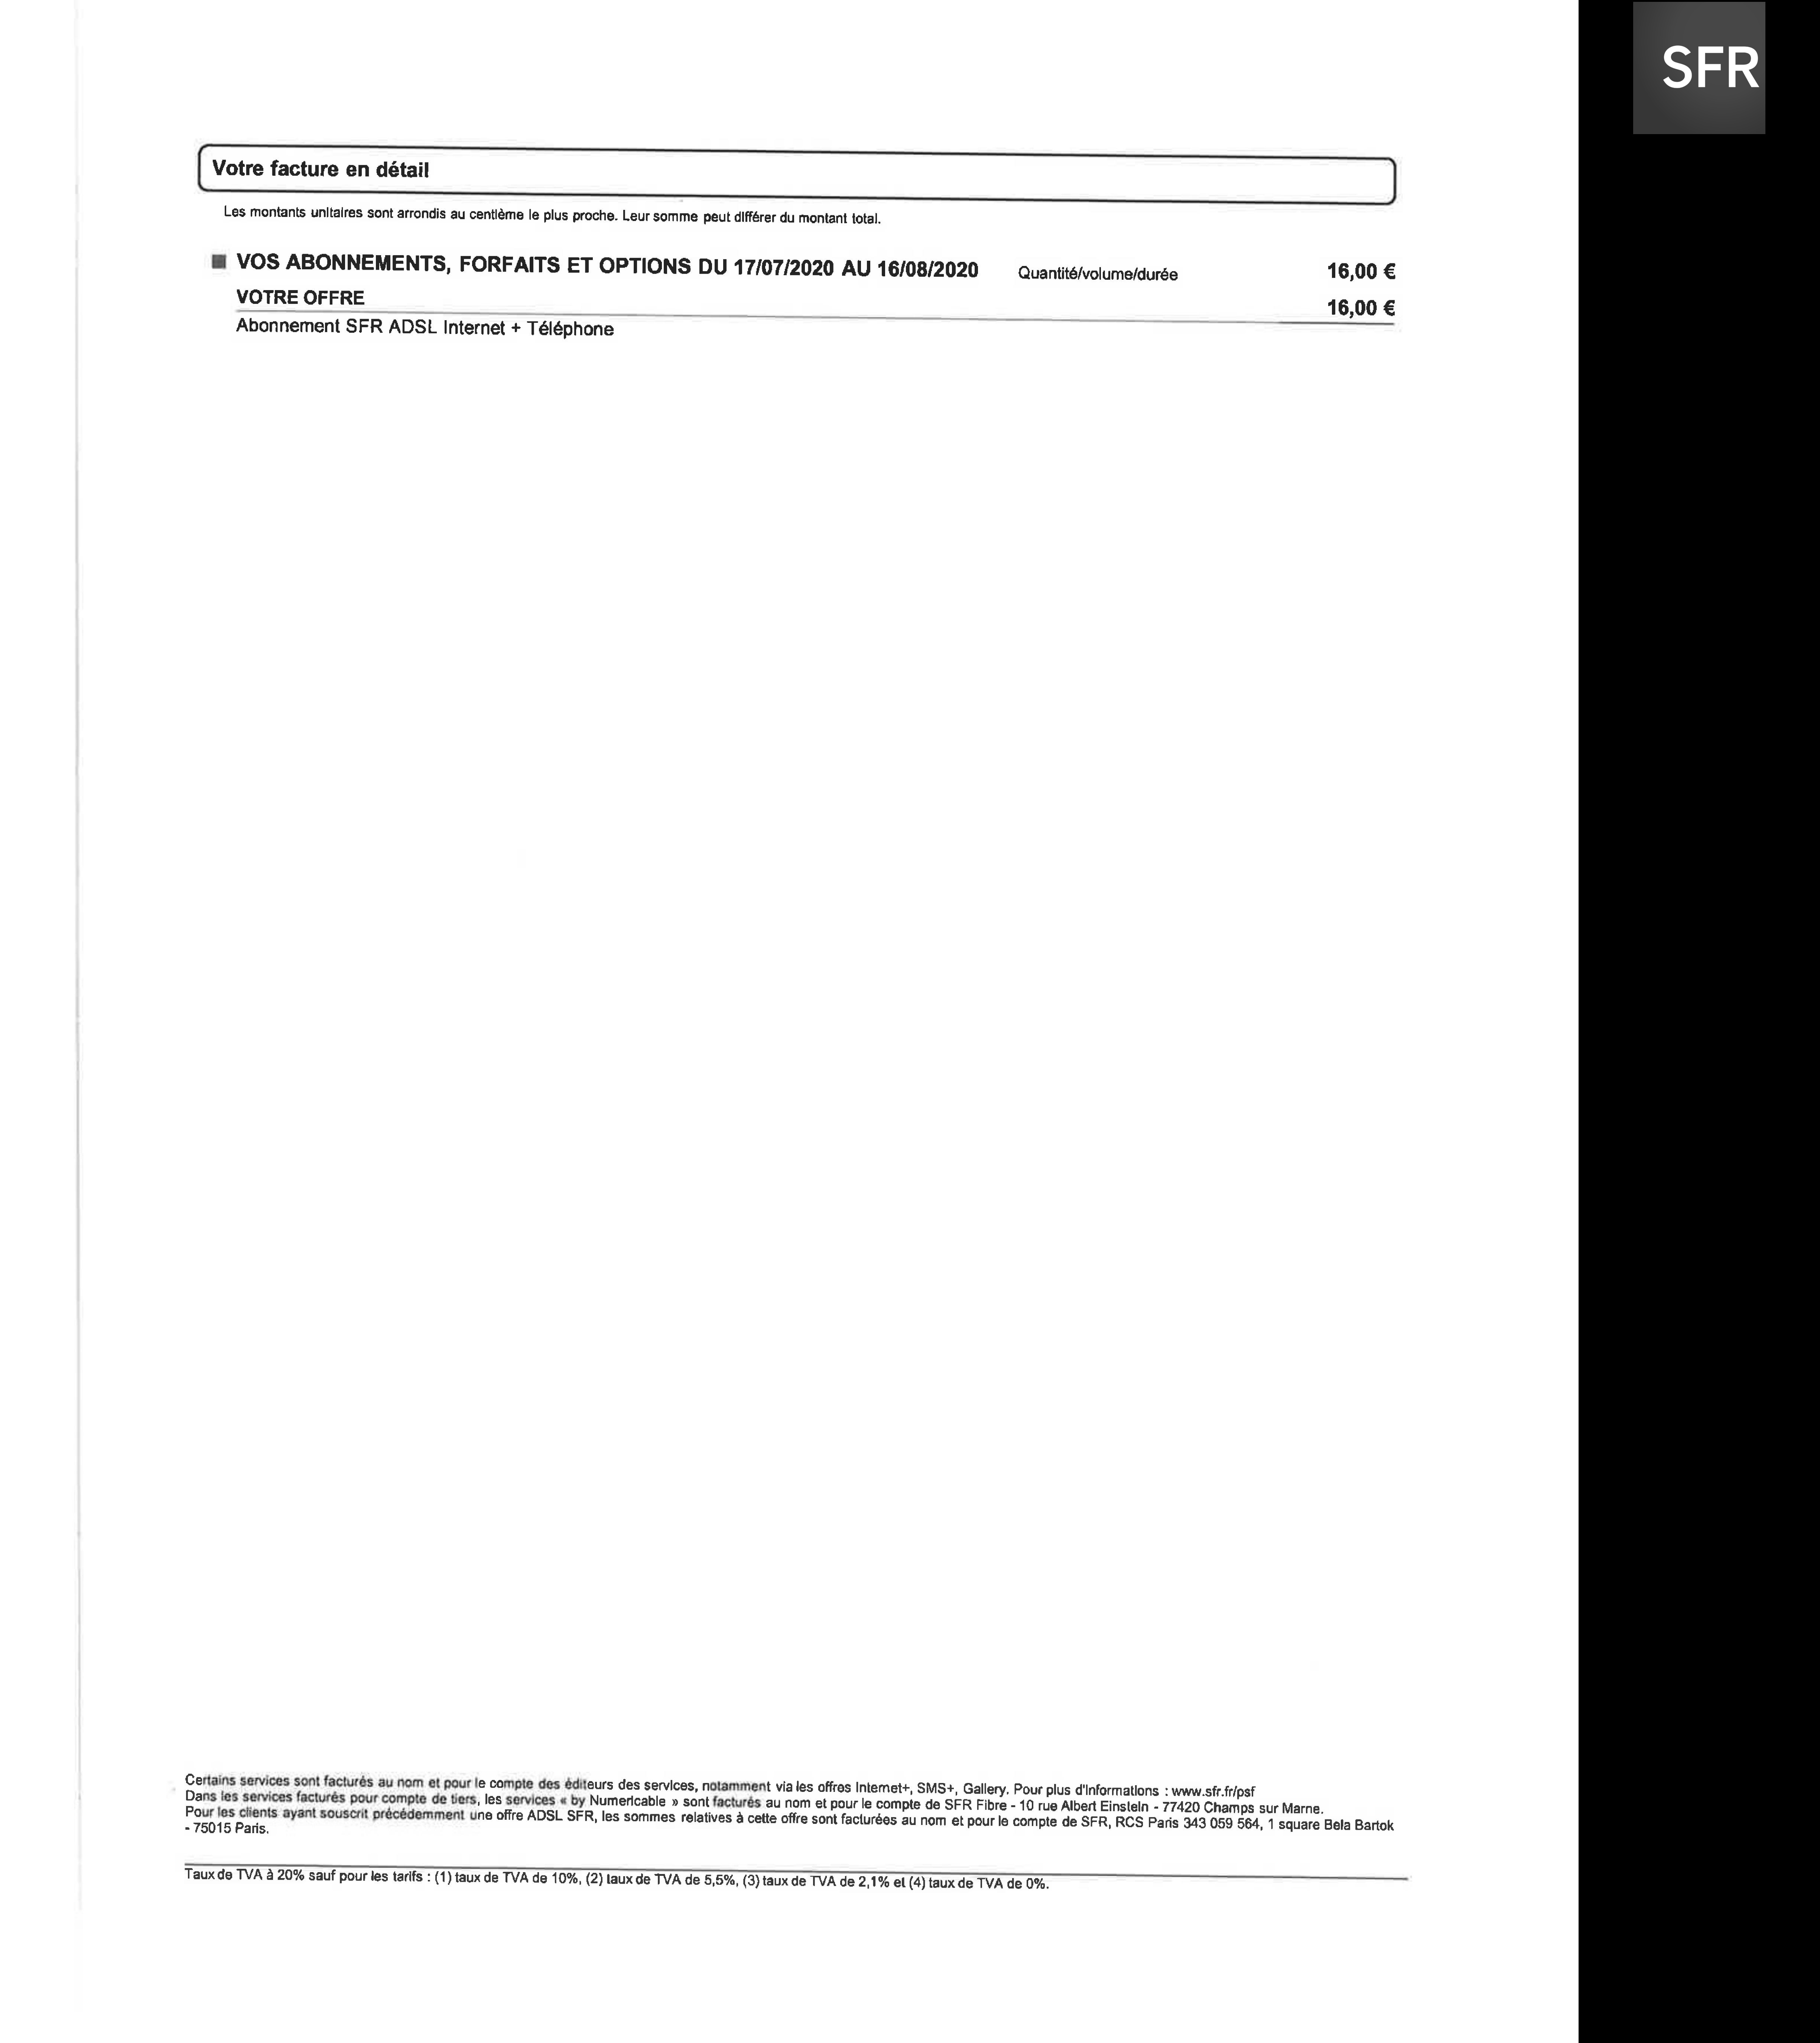 SFR
Votre facture en détail
Les montants unitaires sont arrondis au centième le plus proche. Leur somme peut différer du montant total.
VOS ABONNEMENTS, FORFAITS ET OPTIONS DU 17/07/2020 AU 16/08/2020 Quantité/volume/durée 16,00 €
VOTRE OFFRE 16,00 €
Abonnement SFR ADSL Internet + Téléphone
Certains services sont facturés au nom et pour le compte des éditeurs des services, notamment via les offres Internet+, SMS+, Gallery. Pour plus d'informations : www.sfr.fr/psf
Dans les services facturés pour compte de tiers, les services « by Numericable » sont facturés au nom et pour le compte de SFR Fibre - 10 rue Albert Einstein - 77420 Champs sur Marne.
Pour les clients ayant souscrit précédemment une offre ADSL SFR, les sommes relatives à cette offre sont facturées au nom et pour le compte de SFR, RCS Paris 343 059 564, 1 square Bela Bartok
- 75015 Paris.
Taux de TVA à 20% sauf pour les tarifs : (1) taux de TVA de 10%, (2) taux de TVA de 5,5%, (3) taux de TVA de 2,1% et (4) taux de TVA de 0%.